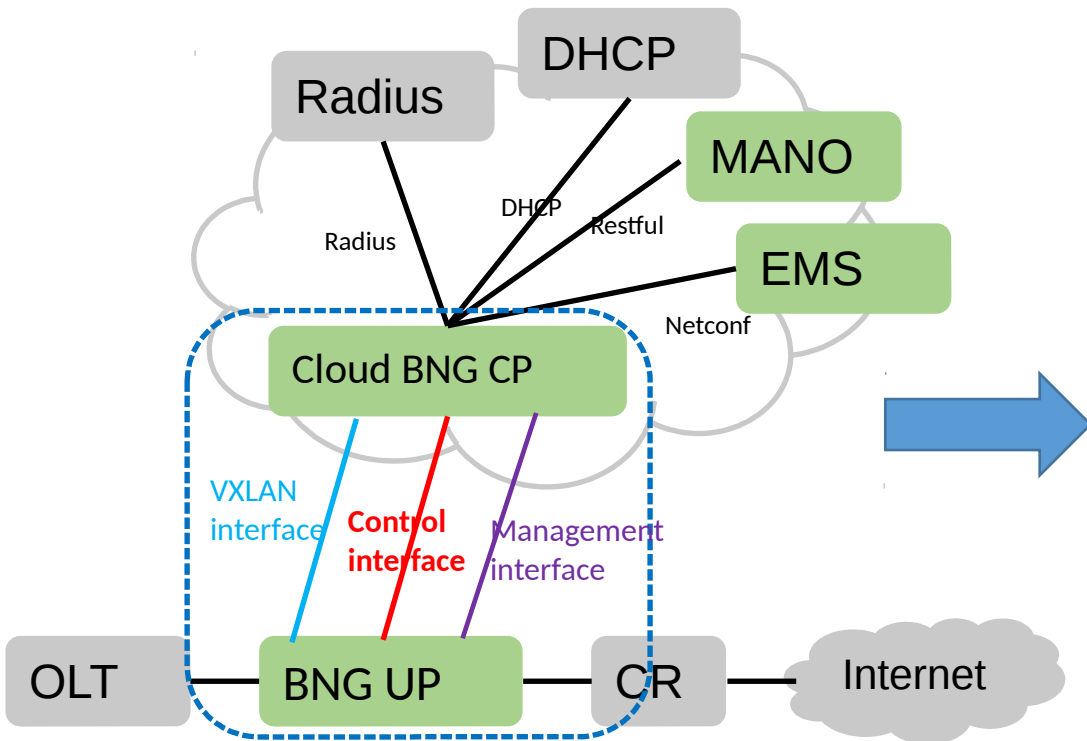 DHCP
Radius
MANO
DHCP
Restful
Radius
EMS
Netconf
Cloud BNG CP
VXLAN
interface
Control
interface
Management
interface
OLT
BNG UP
CR
Internet